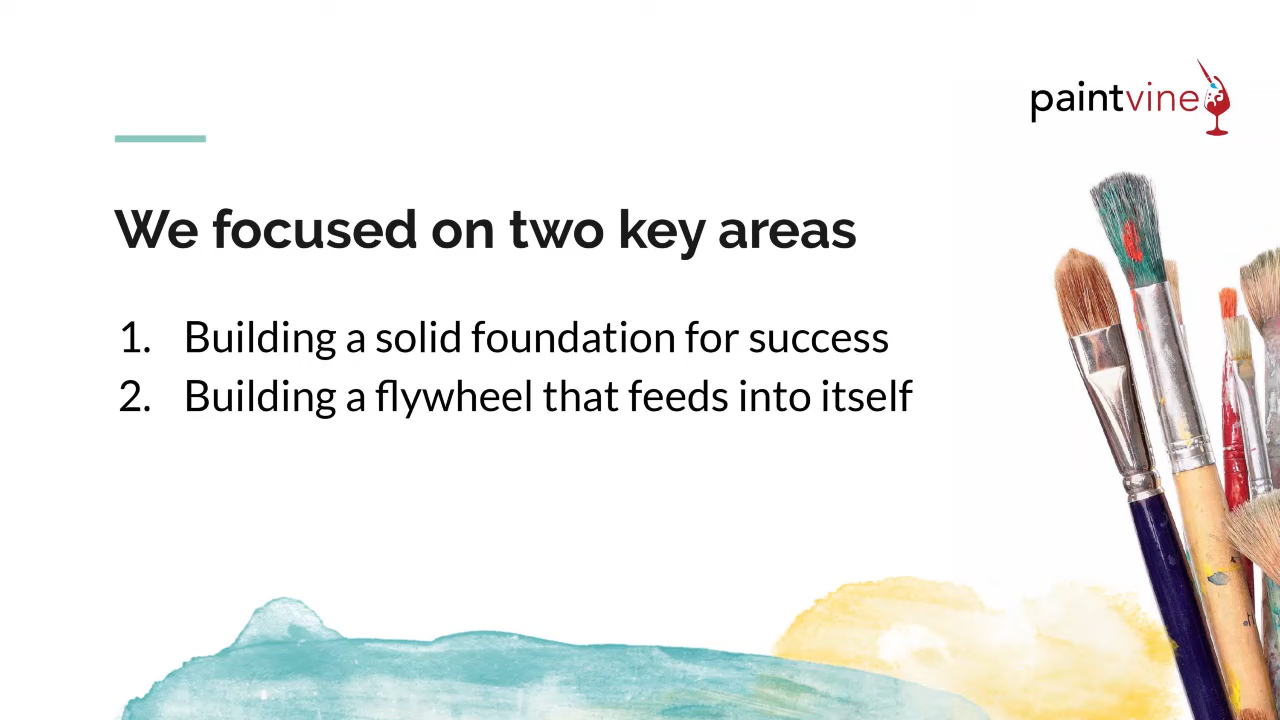 paintvine
We focused on two key areas
1. Building a solid foundation for success
2. Building a flywheel that feeds into itself